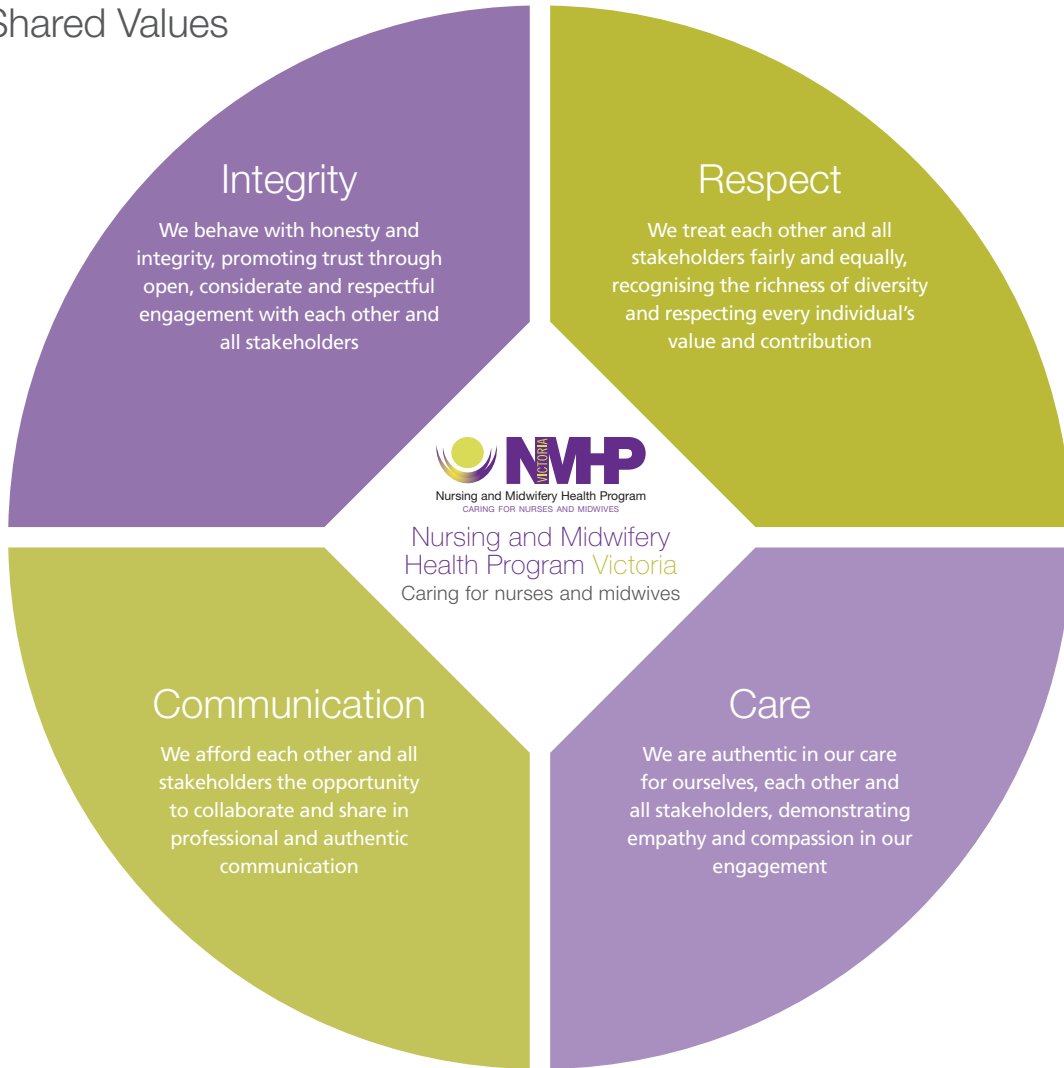 Shared Values
Integrity
We behave with honesty and
integrity, promoting trust through
open, considerate and respectful
engagement with each other and
all stakeholders
Respect
We treat each other and all
stakeholders fairly and equally,
recognising the richness of diversity
and respecting every individual’s
value and contribution
NMHP
VICTORIA
Nursing and Midwifery Health Program
CARING FOR NURSES AND MIDWIVES
Nursing and Midwifery
Health Program Victoria
Caring for nurses and midwives
Communication
We afford each other and all
stakeholders the opportunity
to collaborate and share in
professional and authentic
communication
Care
We are authentic in our care
for ourselves, each other and
all stakeholders, demonstrating
empathy and compassion in our
engagement